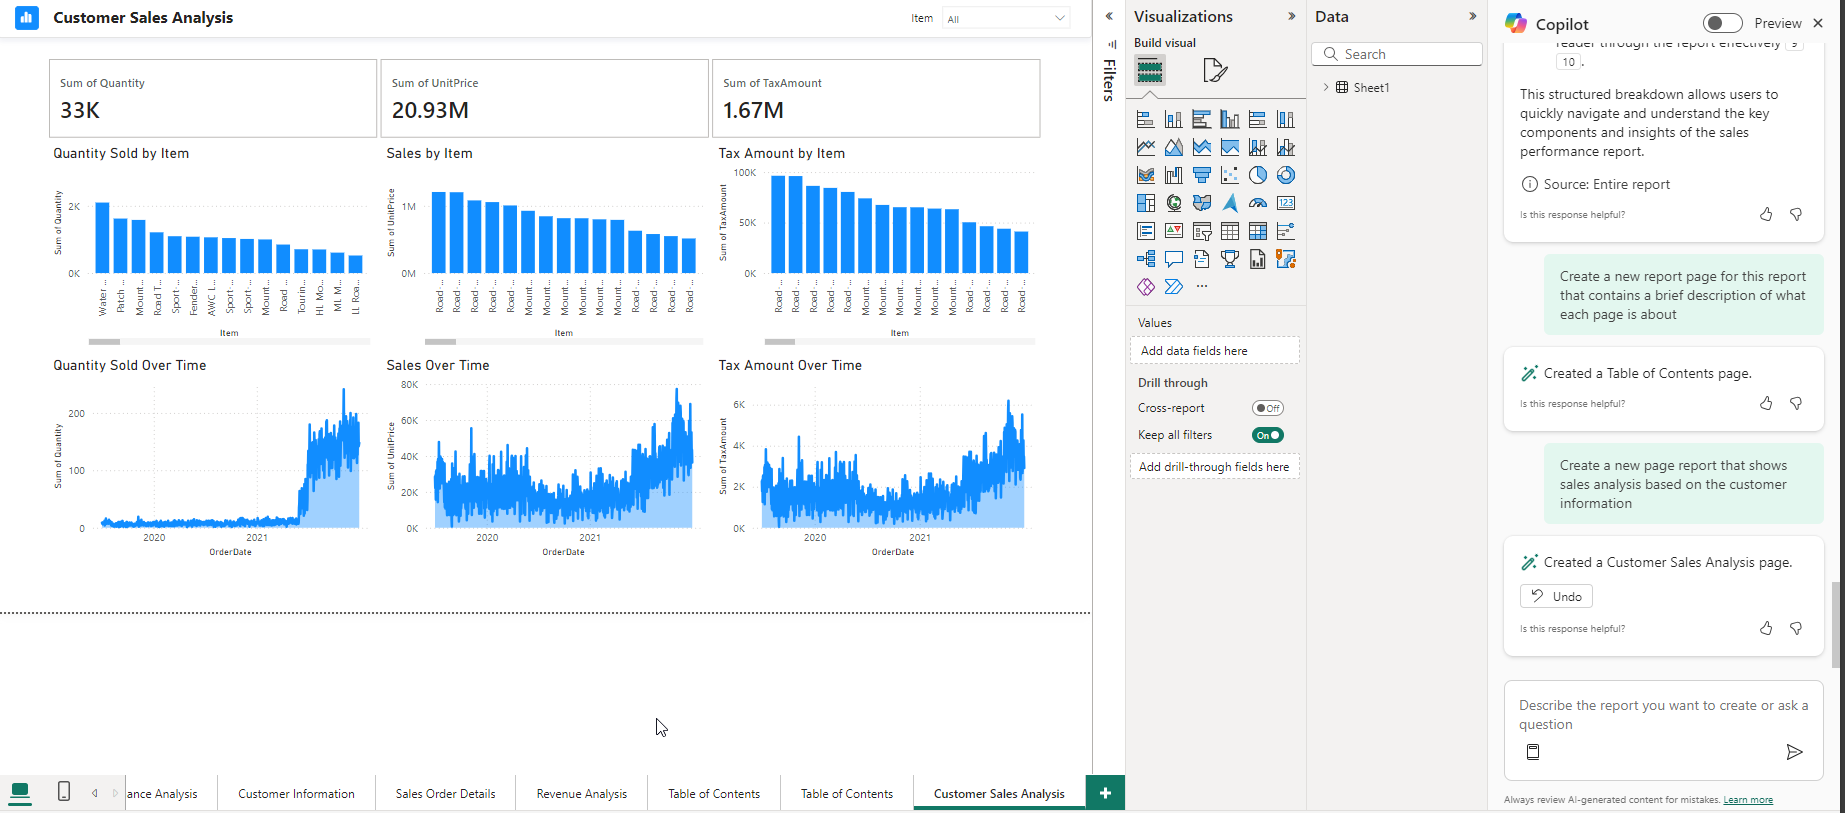 Customer Sales Analysis
Item
All
Sum of Quantity
33K
Sum of UnitPrice
20.93M
Sum of TaxAmount
1.67M
Quantity Sold by Item
Sum of Quantity
2K
0K
Water ...
Patch ...
Mount...
Road T...
Sport-...
Fender...
AWC L...
Sport-...
Sport-...
Mount...
Road ...
Tourin...
HL Mo...
ML M...
LL Roa...
Item
Sales by Item
Sum of UnitPrice
1M
0M
Road-...
Road-...
Road-...
Road-...
Road-...
Mount...
Mount...
Mount...
Mount...
Mount...
Mount...
Road-...
Road-...
Road-...
Road-...
Item
Tax Amount by Item
Sum of TaxAmount
100K
50K
0K
Road-...
Road-...
Road-...
Road-...
Road-...
Mount...
Mount...
Mount...
Mount...
Mount...
Mount...
Road-...
Road-...
Road-...
Road-...
Item
Quantity Sold Over Time
Sum of Quantity
200
100
0
2020
2021
OrderDate
Sales Over Time
Sum of UnitPrice
80K
60K
40K
20K
0K
2020
2021
OrderDate
Tax Amount Over Time
Sum of TaxAmount
6K
4K
2K
0K
2020
2021
OrderDate
ance Analysis
Customer Information
Sales Order Details
Revenue Analysis
Table of Contents
Table of Contents
Customer Sales Analysis
+
Filters
Visualizations
Build visual
123
Values
Add data fields here
Drill through
Cross-report
Off
Keep all filters
On
Add drill-through fields here
Data
Search
Sheet1
Copilot
Preview
reader through the report effectively 9
10 .
This structured breakdown allows users to
quickly navigate and understand the key
components and insights of the sales
performance report.
Source: Entire report
Is this response helpful?
Create a new report page for this report
that contains a brief description of what
each page is about
Created a Table of Contents page.
Is this response helpful?
Create a new page report that shows
sales analysis based on the customer
information
Created a Customer Sales Analysis page.
Undo
Is this response helpful?
Describe the report you want to create or ask a
question
Always review AI-generated content for mistakes. Learn more